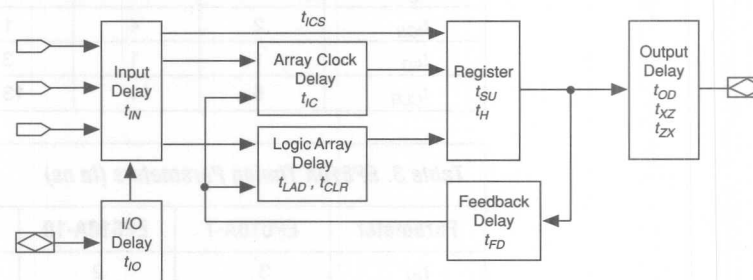 t_ICS
Input
Delay
t_IN
Array Clock
Delay
t_IC
Logic Array
Delay
t_LAD , t_CLR
Register
t_SU
t_H
Output
Delay
t_OD
t_XZ
t_ZX
I/O
Delay
t_IO
Feedback
Delay
t_FD